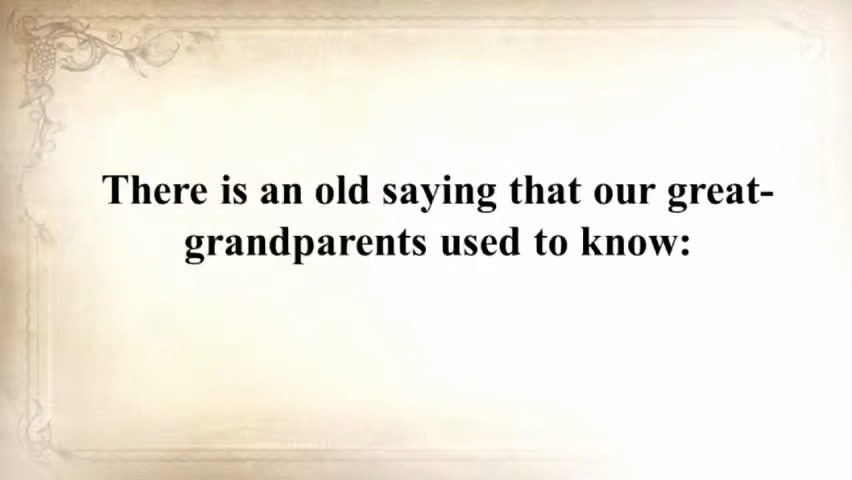 There is an old saying that our great-
grandparents used to know: